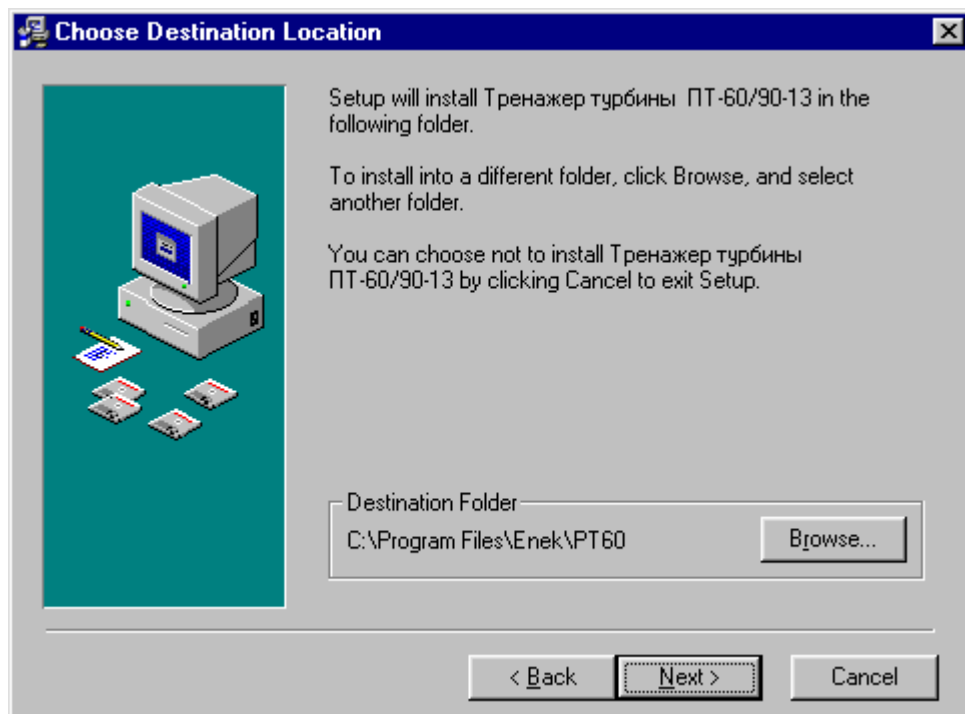 Choose Destination Location
Setup will install Тренажер турбины ПТ-60/90-13 in the
following folder.
To install into a different folder, click Browse, and select
another folder.
You can choose not to install Тренажер турбины
ПТ-60/90-13 by clicking Cancel to exit Setup.
Destination Folder
C:\Program Files\Enek\PT60
Browse...
< Back
Next >
Cancel